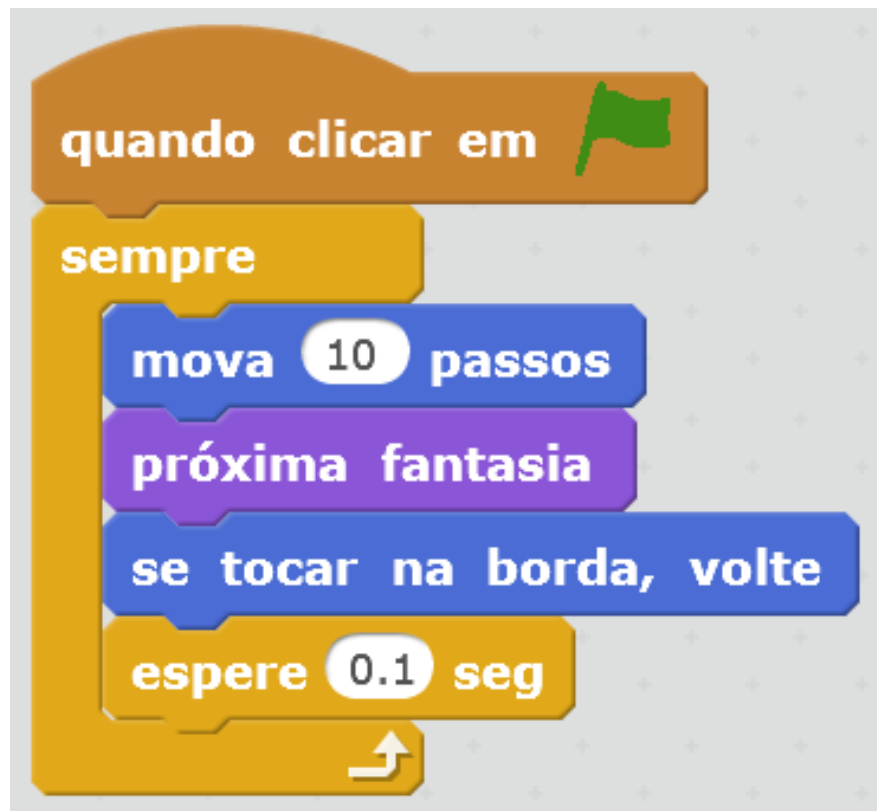 quando clicar em
sempre
mova 10 passos
próxima fantasia
se tocar na borda, volte
espere 0.1 seg